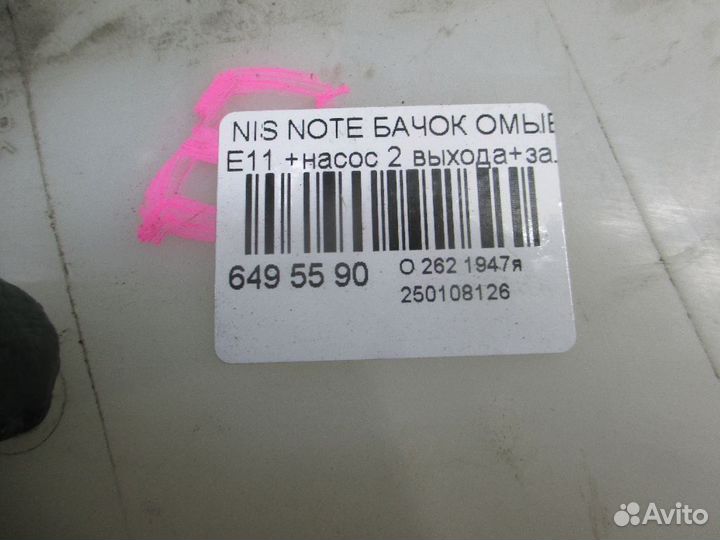 NIS NOTE БАЧОК ОМЫВ
E11 +насос 2 выхода+за.
649 55 90
О 262 1947я
250108126
Avito